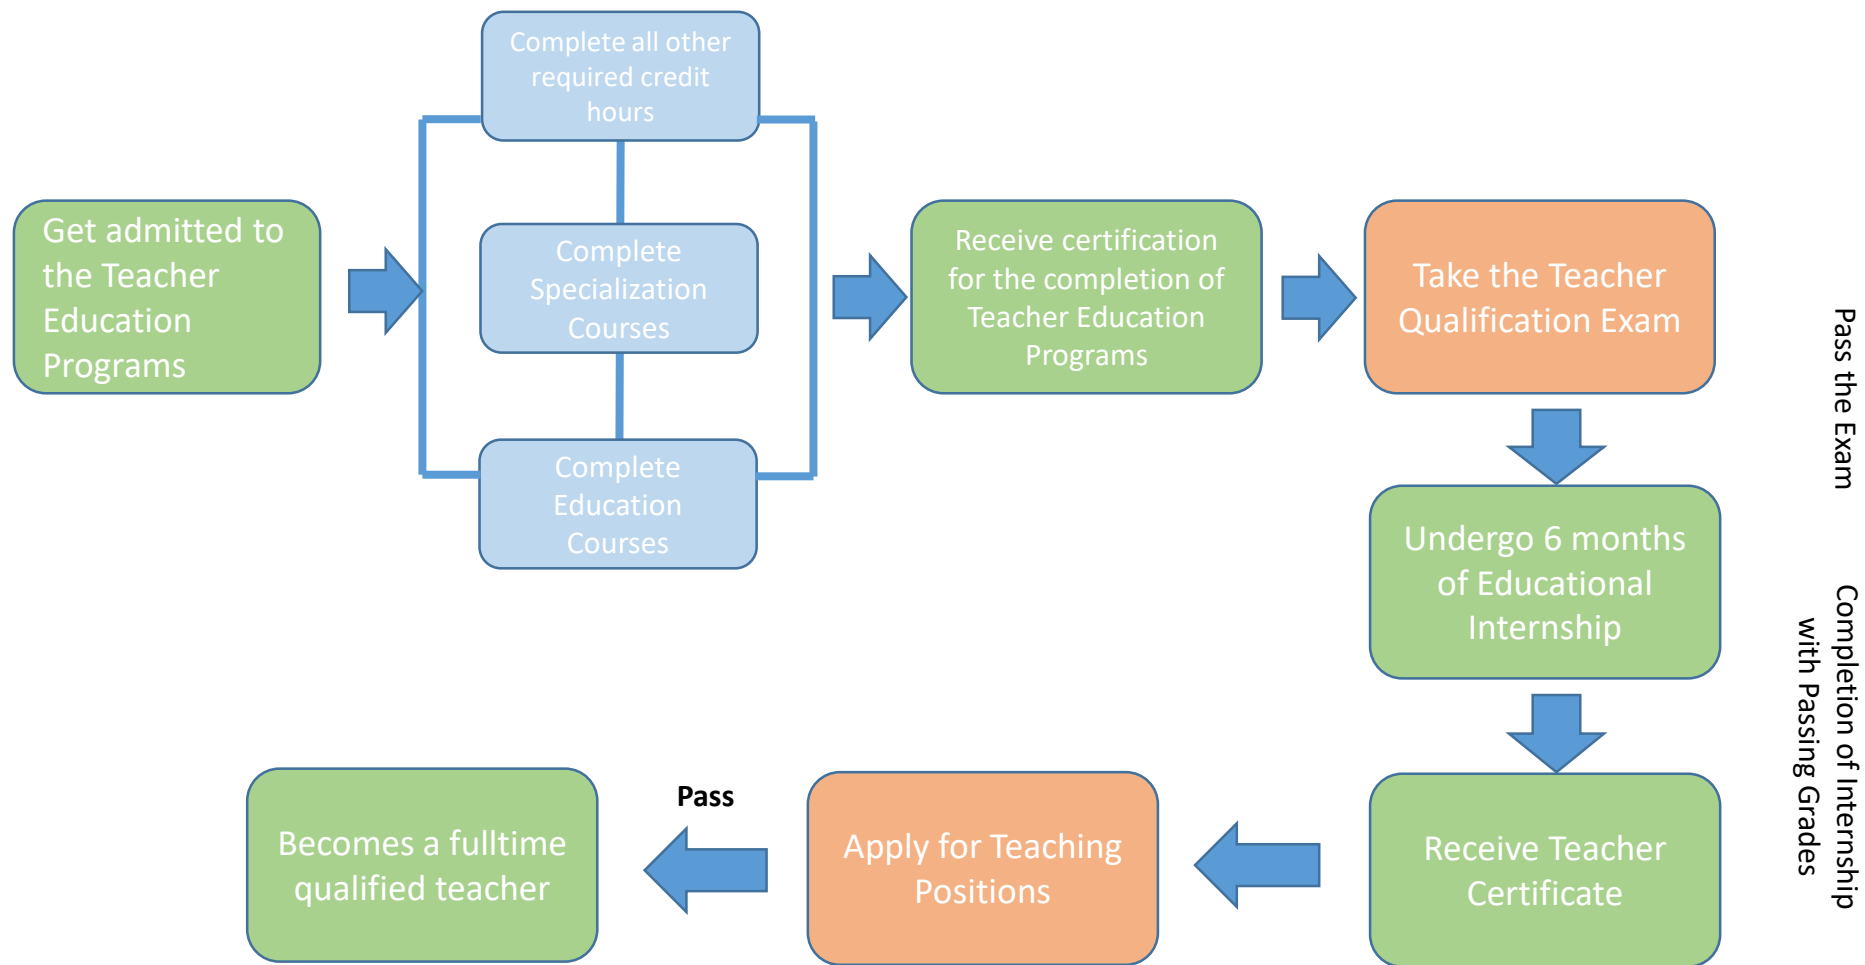 Complete all other
required credit
hours
Get admitted to
the Teacher
Education
Programs
Complete
Specialization
Courses
Complete
Education
Courses
Receive certification
for the completion of
Teacher Education
Programs
Take the Teacher
Qualification Exam
Pass the Exam
Undergo 6 months
of Educational
Internship
Completion of Internship
with Passing Grades
Receive Teacher
Certificate
Apply for Teaching
Positions
Pass
Becomes a fulltime
qualified teacher